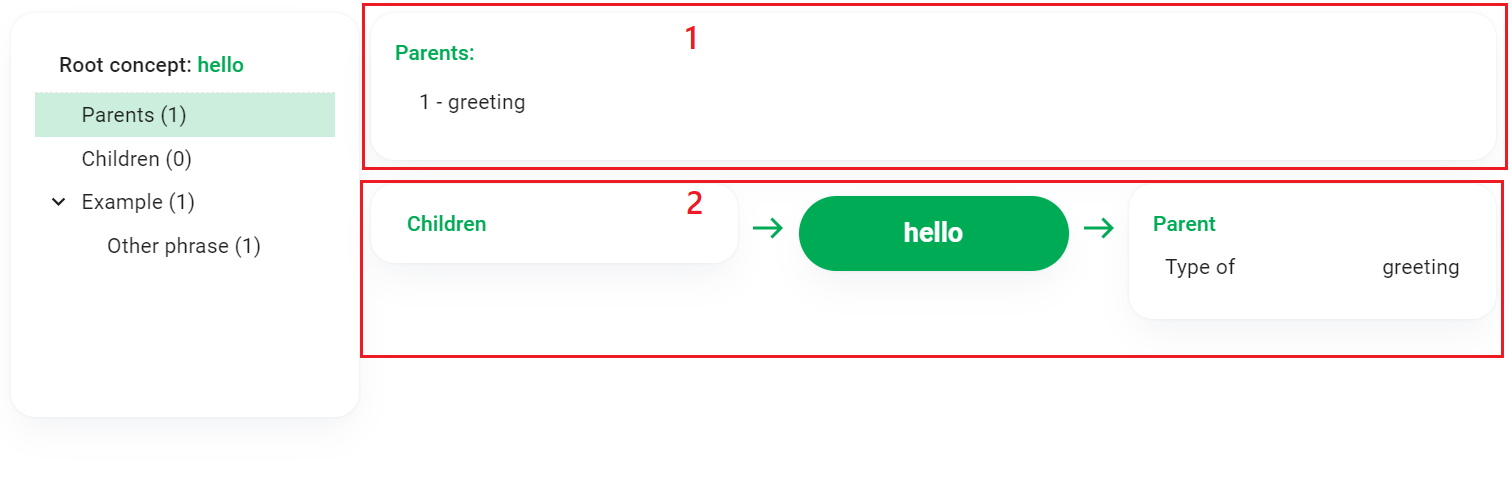 Root concept: hello
Parents (1)
Children (0)
Example (1)
Other phrase (1)
1
Parents:
1 - greeting
2
Children
hello
Parent
Type of greeting